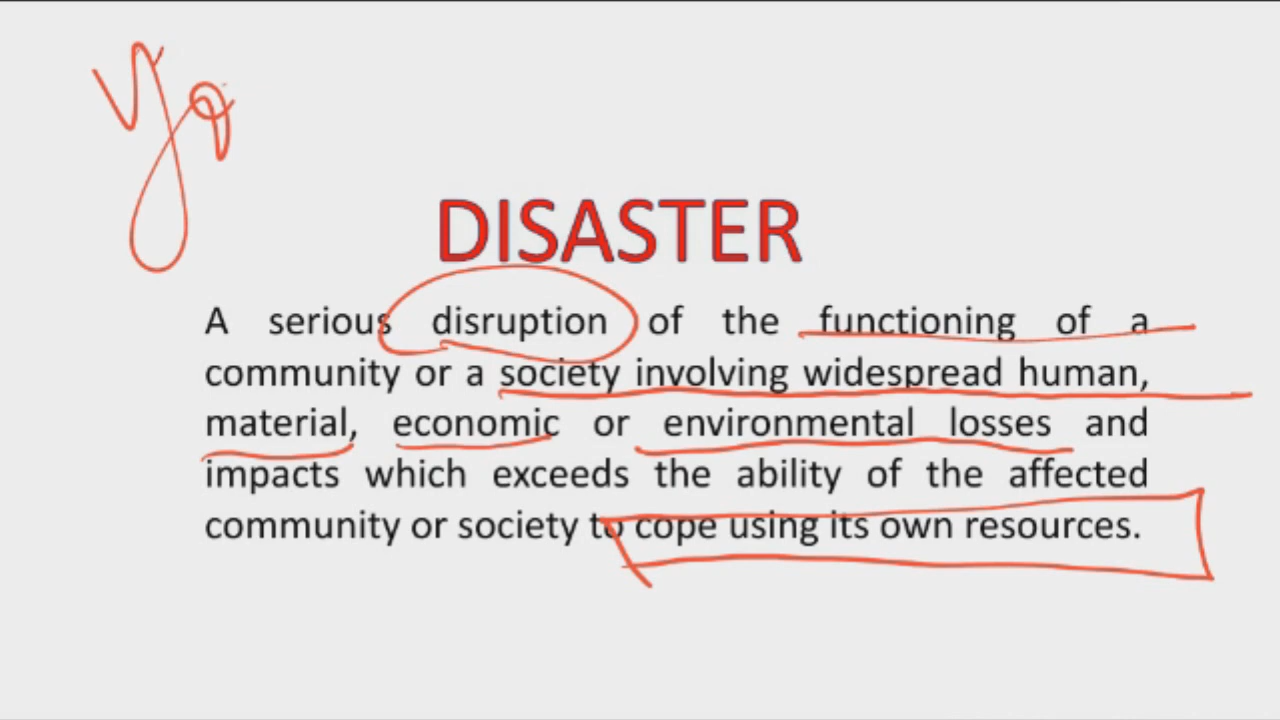 DISASTER
A serious disruption of the functioning of a
community or a society involving widespread human,
material, economic or environmental losses and
impacts which exceeds the ability of the affected
community or society to cope using its own resources.